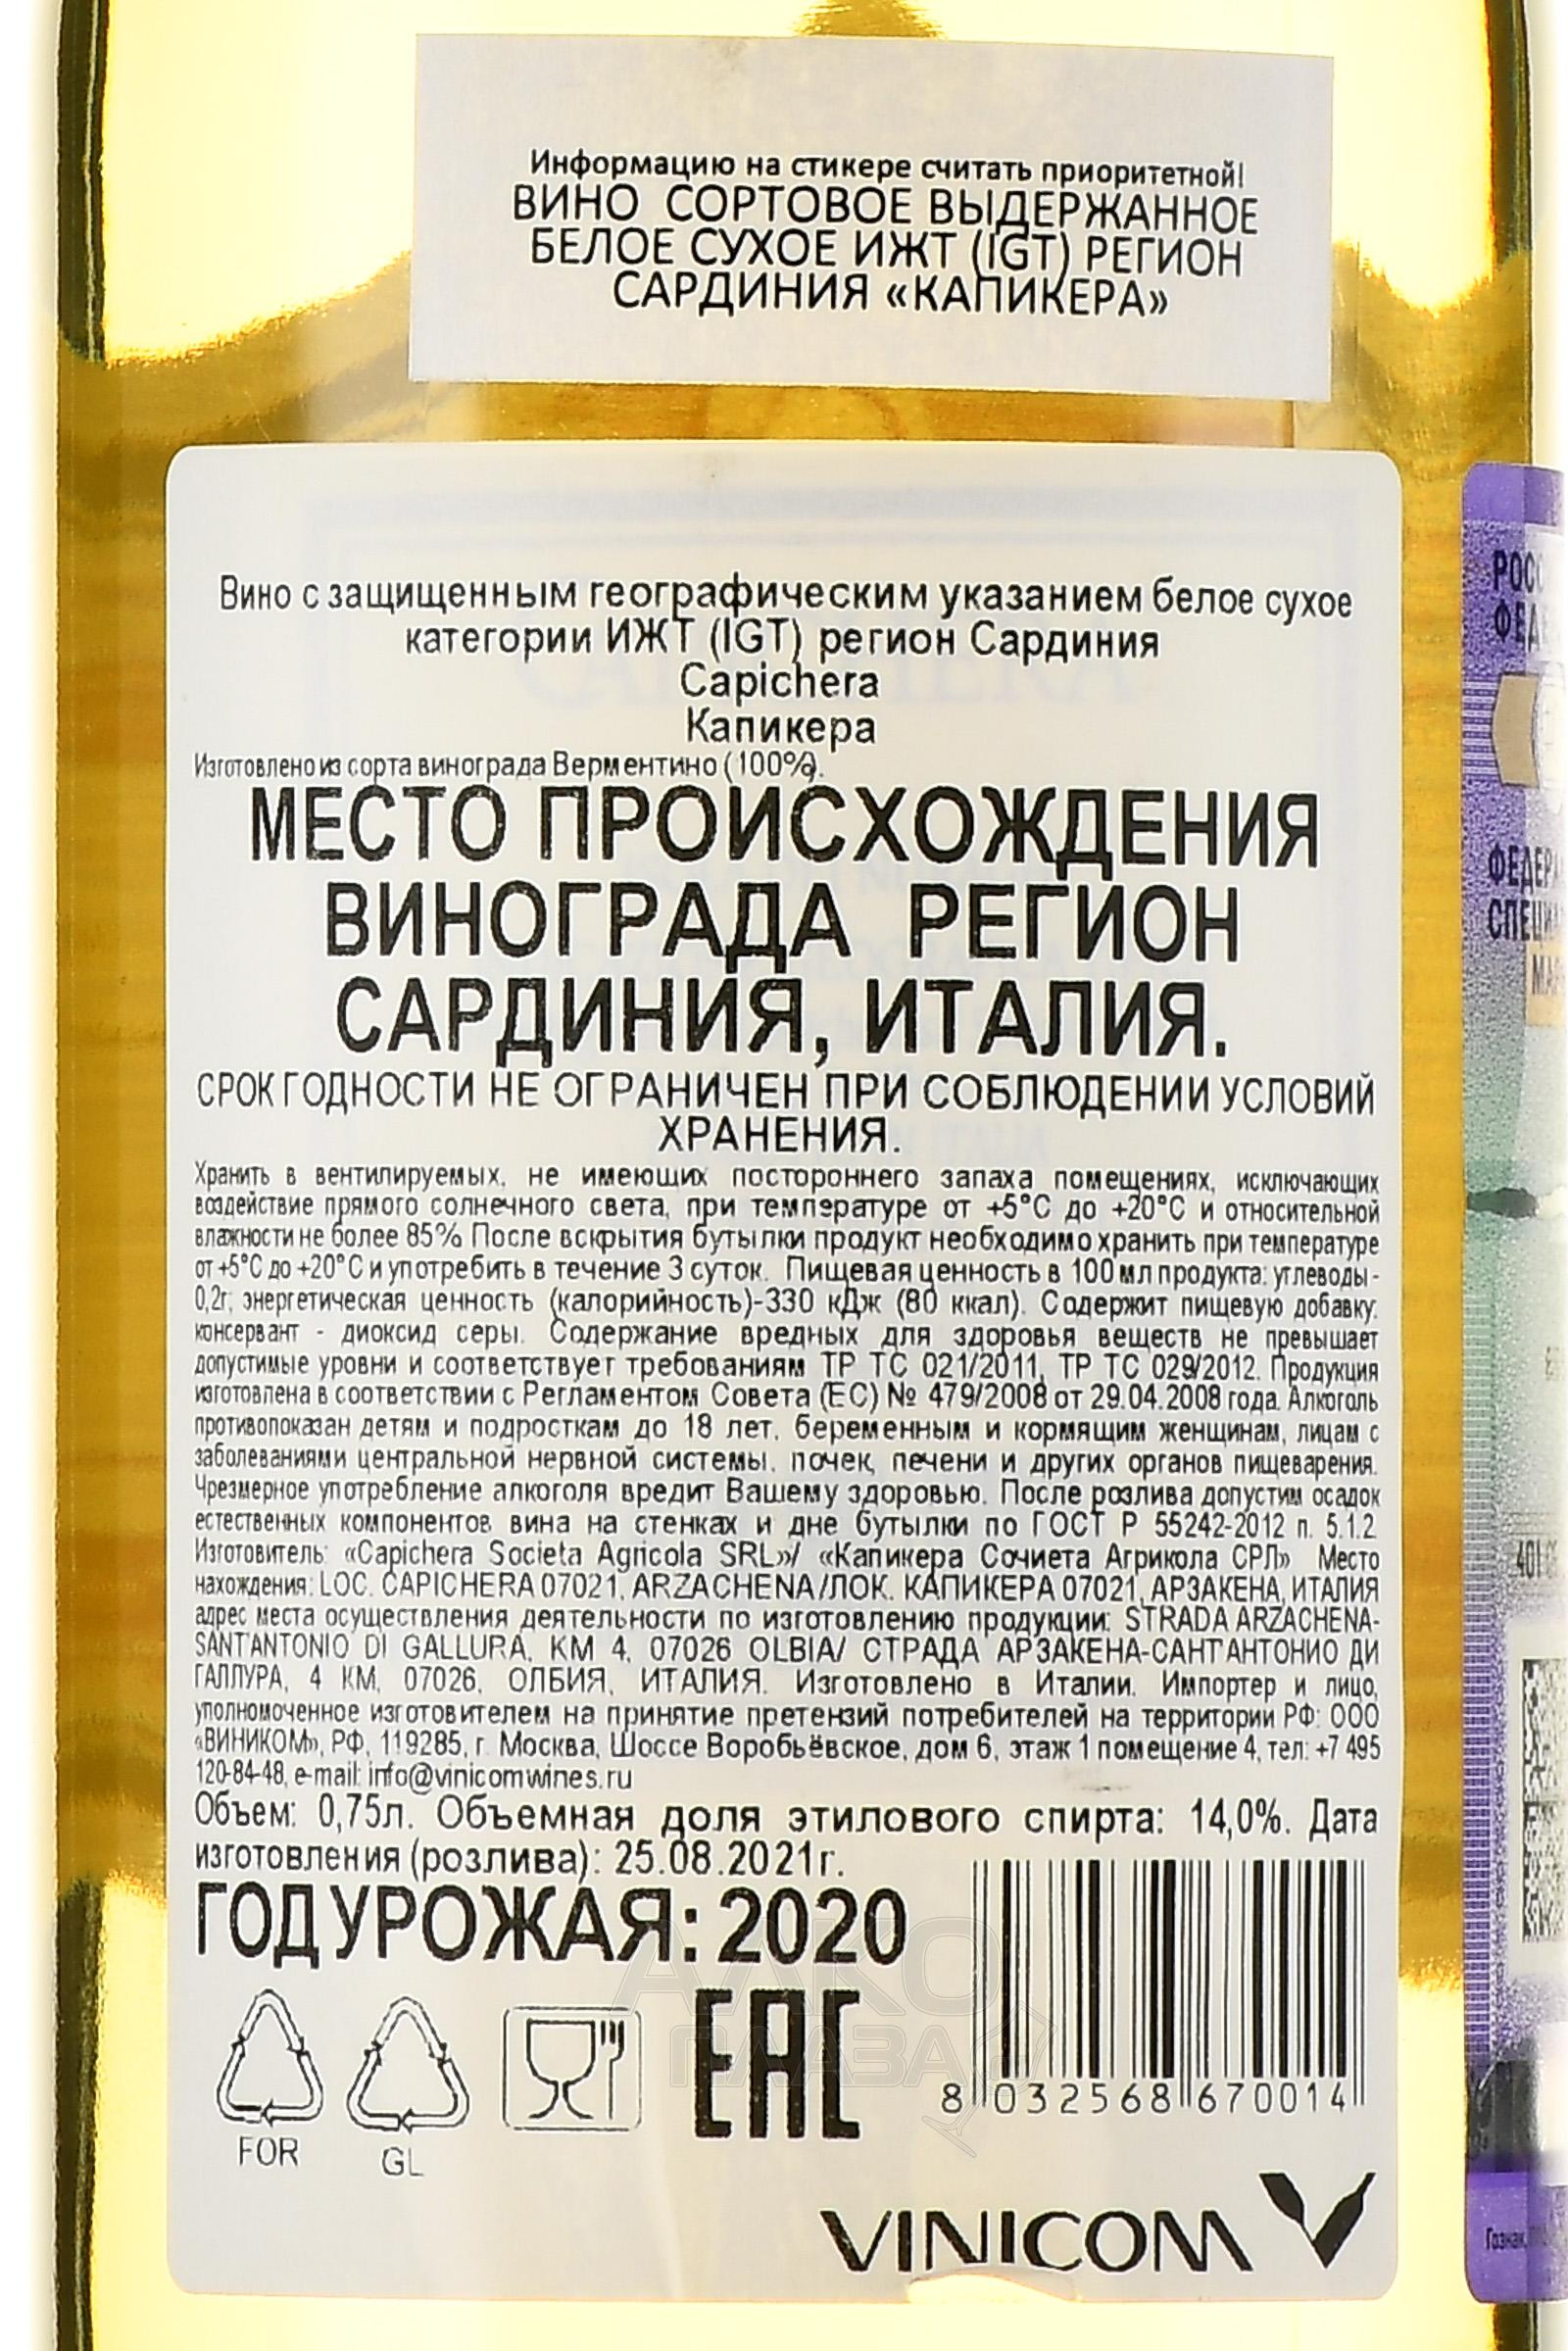 Информацию на стикере считать приоритетной!
ВИНО СОРТОВОЕ ВЫДЕРЖАННОЕ
БЕЛОЕ СУХОЕ ИЖТ (IGT) РЕГИОН
САРДИНИЯ «КАПИКЕРА»
Вино с защищенным географическим указанием белое сухое
категории ИЖТ (IGT) регион Сардиния
Capichera
Капикера
Изготовлено из сорта винограда Верментино (100%).
МЕСТО ПРОИСХОЖДЕНИЯ
ВИНОГРАДА РЕГИОН
САРДИНИЯ, ИТАЛИЯ.
СРОК ГОДНОСТИ НЕ ОГРАНИЧЕН ПРИ СОБЛЮДЕНИИ УСЛОВИЙ
ХРАНЕНИЯ.
Хранить в вентилируемых, не имеющих постороннего запаха помещениях, исключающих
воздействие прямого солнечного света, при температуре от +5°С до +20°С и относительной
влажности не более 85% После вскрытия бутылки продукт необходимо хранить при температуре
от +5°С до +20°С и употребить в течение 3 суток. Пищевая ценность в 100 мл продукта: углеводы -
0,2г; энергетическая ценность (калорийность)-330 кДж (80 ккал). Содержит пищевую добавку:
консервант - диоксид серы. Содержание вредных для здоровья веществ не превышает
допустимые уровни и соответствует требованиям ТР ТС 021/2011, ТР ТС 029/2012. Продукция
изготовлена в соответствии с Регламентом Совета (ЕС) № 479/2008 от 29.04.2008 года. Алкоголь
противопоказан детям и подросткам до 18 лет, беременным и кормящим женщинам, лицам с
заболеваниями центральной нервной системы, почек, печени и других органов пищеварения.
Чрезмерное употребление алкоголя вредит Вашему здоровью. После розлива допустим осадок
естественных компонентов вина на стенках и дне бутылки по ГОСТ Р 55242-2012 п. 5.1.2.
Изготовитель: «Capichera Societa Agricola SRL»/ «Капикера Сочиета Агрикола СРЛ» Место
нахождения: LOC. CAPICHERA 07021, ARZACHENA/ЛОК. КАПИКЕРА 07021, АРЗАКЕНА, ИТАЛИЯ
адрес места осуществления деятельности по изготовлению продукции: STRADA ARZACHENA-
SANT'ANTONIO DI GALLURA, KM 4, 07026 OLBIA/ СТРАДА АРЗАКЕНА-САНТ'АНТОНИО ДИ
ГАЛЛУРА, 4 КМ, 07026, ОЛБИЯ, ИТАЛИЯ. Изготовлено в Италии. Импортер и лицо,
уполномоченное изготовителем на принятие претензий потребителей на территории РФ: ООО
«ВИНИКОМ», РФ, 119285, г. Москва, Шоссе Воробьёвское, дом 6, этаж 1 помещение 4, тел: +7 495
120-84-48, e-mail: info@vinicomwines.ru
Объем: 0,75л. Объемная доля этилового спирта: 14,0%. Дата
изготовления (розлива): 25.08.2021г.
ГОД УРОЖАЯ: 2020
FOR
GL
EAC
8 032568 670014
VINICOM
АЛКО
ПЛАЗА